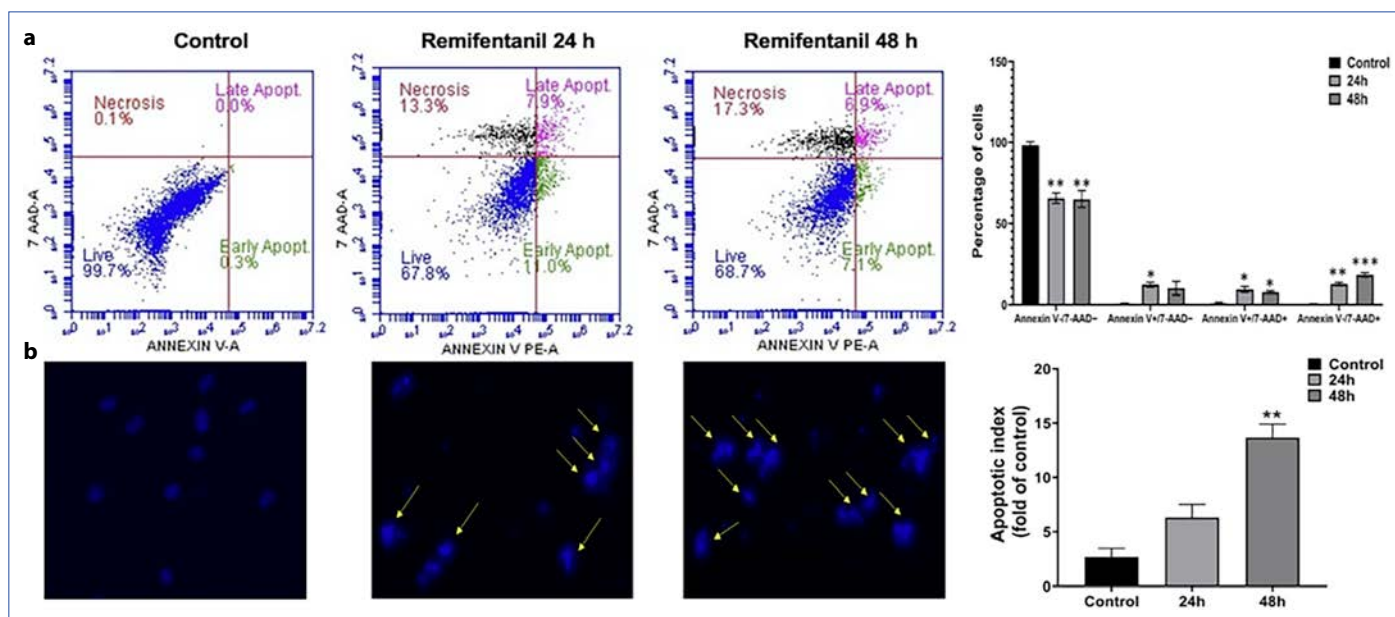 a
Control
Remifentanil 24 h
Remifentanil 48 h
Necrosis
0.1%
Late Apopt.
0.0%
Live
99.7%
Early Apopt.
0.3%
7 AAD-A
ANNEXIN V-A
Necrosis
13.3%
Late Apopt.
7.9%
Live
67.8%
Early Apopt.
11.0%
7 AAD-A
ANNEXIN V PE-A
Necrosis
17.3%
Late Apopt.
6.9%
Live
68.7%
Early Apopt.
7.1%
7 AAD-A
ANNEXIN V PE-A
Control
24h
48h
Percentage of cells
150
100
50
0
** **
*
* *
** ***
Annexin V-/7-AAD-
Annexin V+/7-AAD-
Annexin V+/7-AAD+
Annexin V-/7-AAD+
b
Control
24h
48h
Apoptotic index
(fold of control)
20
15
10
5
0
**
Control 24h 48h